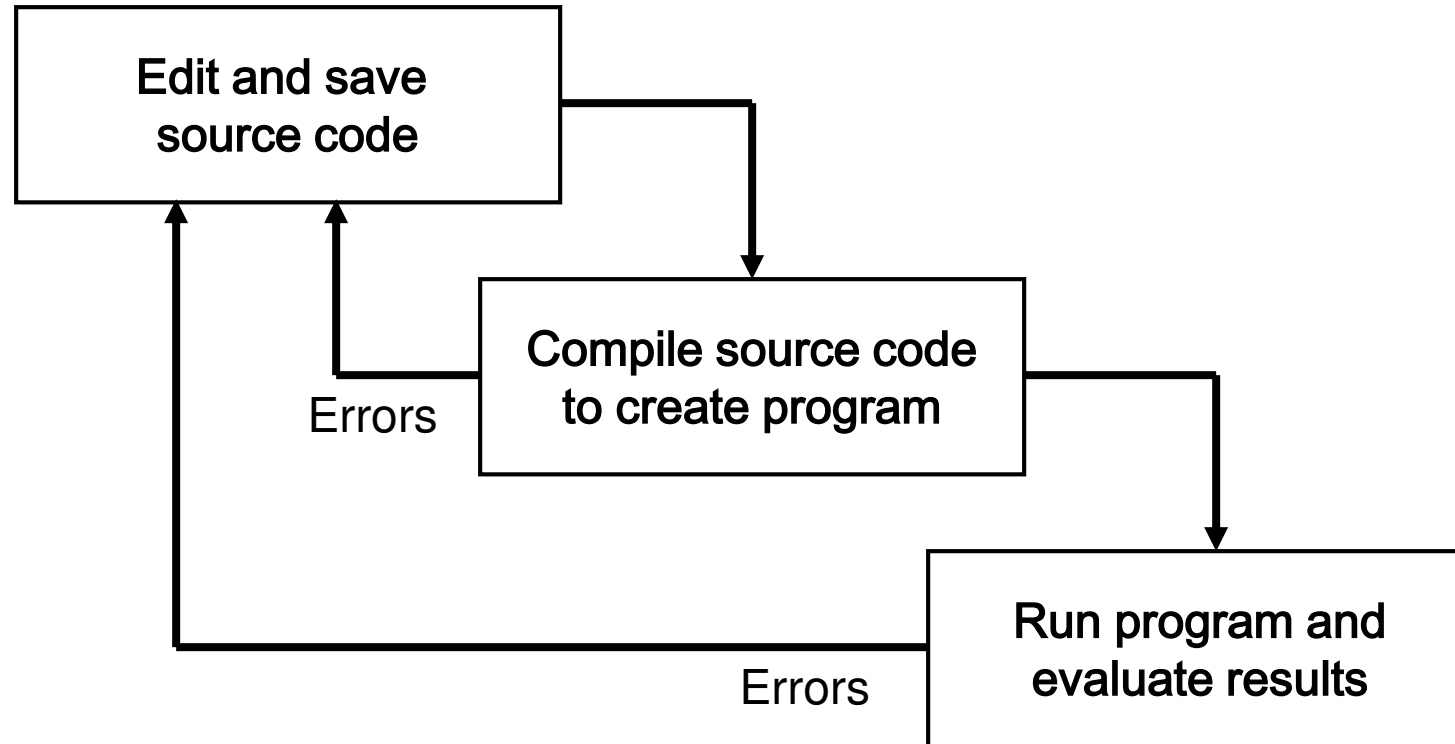 Edit and save
source code
Compile source code
to create program
Errors
Run program and
evaluate results
Errors